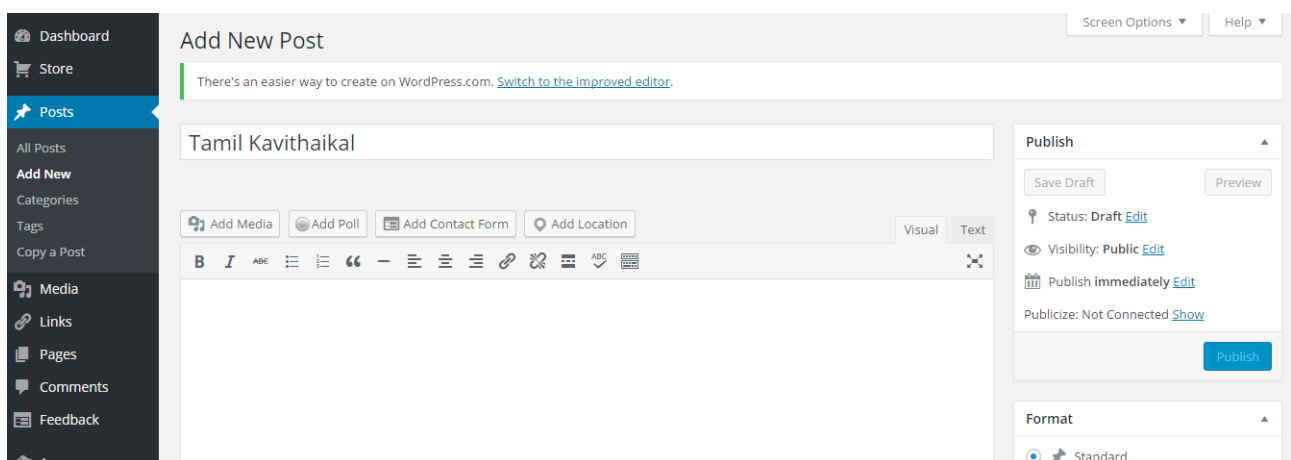 Dashboard
Store
Posts
All Posts
Add New
Categories
Tags
Copy a Post
Media
Links
Pages
Comments
Feedback
Screen Options ▼
Help ▼
Add New Post
There's an easier way to create on WordPress.com. Switch to the improved editor.
Tamil Kavithaikal
Add Media
Add Poll
Add Contact Form
Add Location
Visual
Text
B I ABE ABC
Publish
Save Draft
Preview
Status: Draft Edit
Visibility: Public Edit
Publish immediately Edit
Publicize: Not Connected Show
Publish
Format
Standard